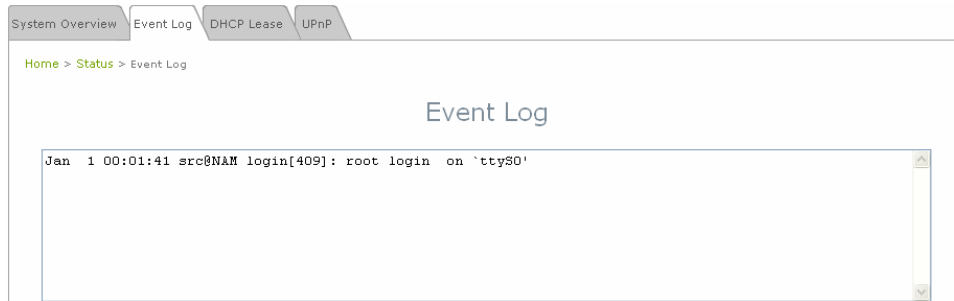 System Overview Event Log DHCP Lease UPnP
Home > Status > Event Log
Event Log
Jan  1 00:01:41 src@NAM login[409]: root login  on `ttyS0'